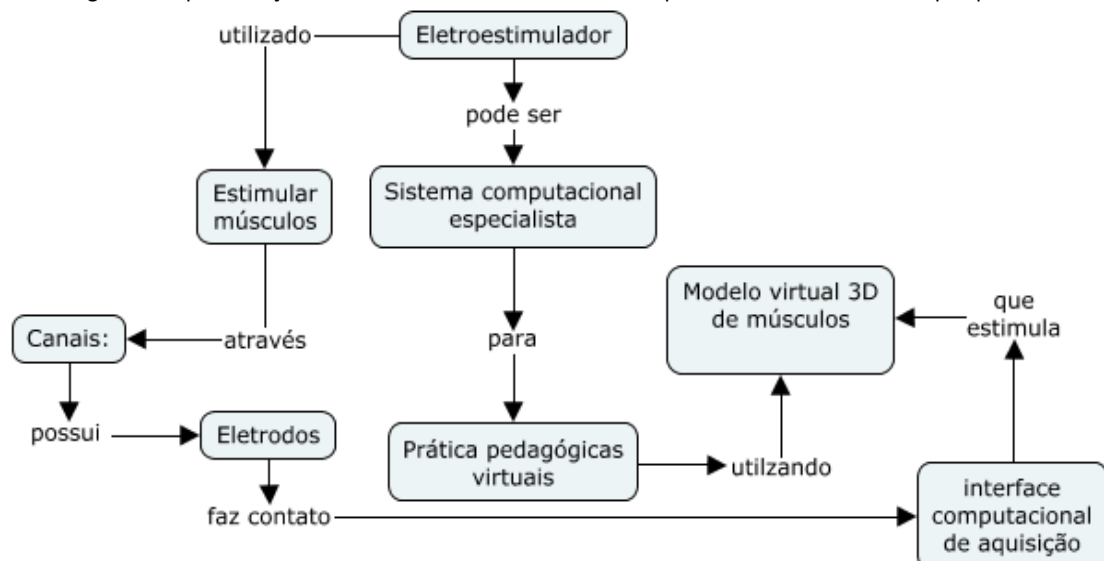 utilizado
Eletroestimulador
pode ser
Estimular
músculos
Sistema computacional
especialista
Modelo virtual 3D
de músculos
que
estimula
Canais:
através
para
possui
Eletrodos
Prática pedagógicas
virtuais
utilzando
faz contato
interface
computacional
de aquisição